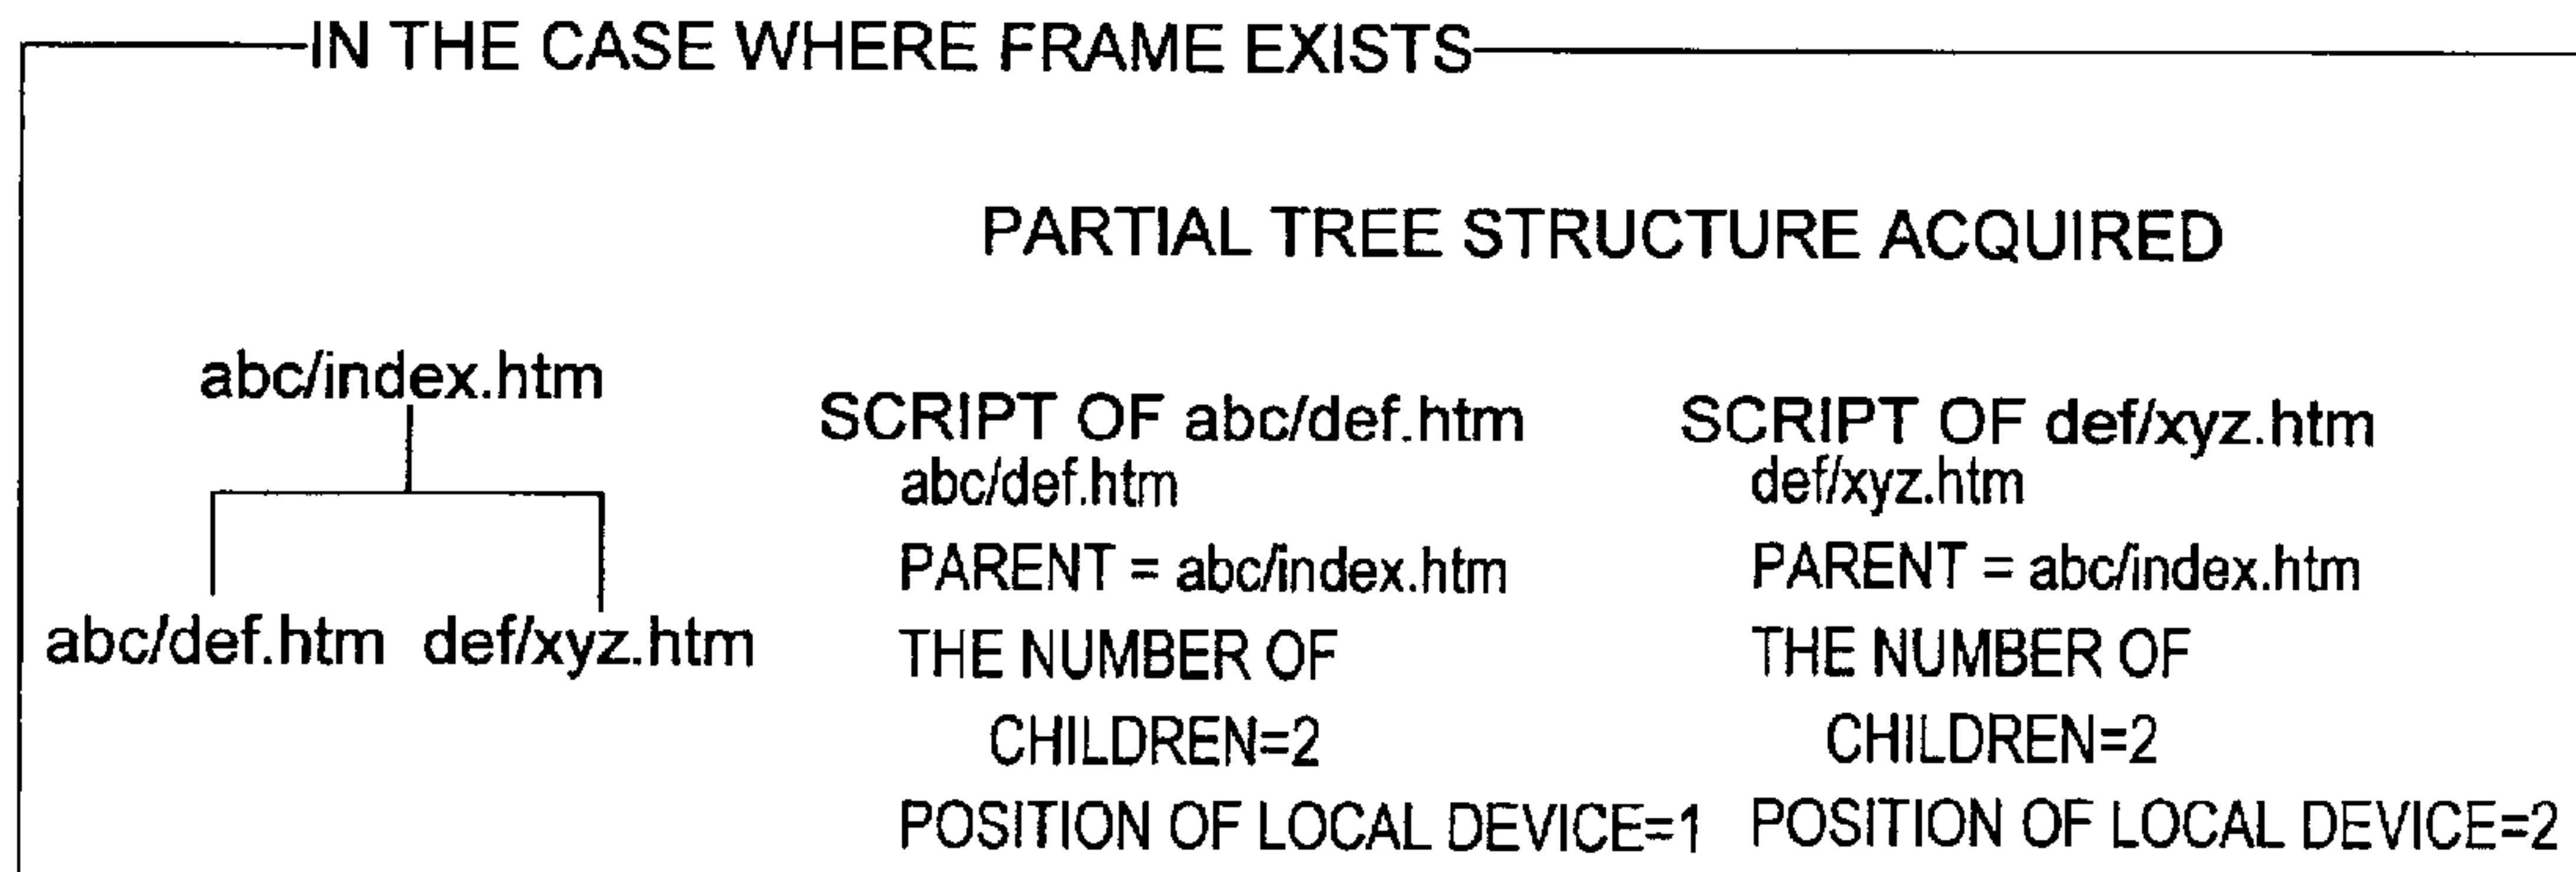 IN THE CASE WHERE FRAME EXISTS
PARTIAL TREE STRUCTURE ACQUIRED
abc/index.htm
abc/def.htm def/xyz.htm
SCRIPT OF abc/def.htm
abc/def.htm
PARENT = abc/index.htm
THE NUMBER OF
CHILDREN=2
POSITION OF LOCAL DEVICE=1
SCRIPT OF def/xyz.htm
def/xyz.htm
PARENT = abc/index.htm
THE NUMBER OF
CHILDREN=2
POSITION OF LOCAL DEVICE=2